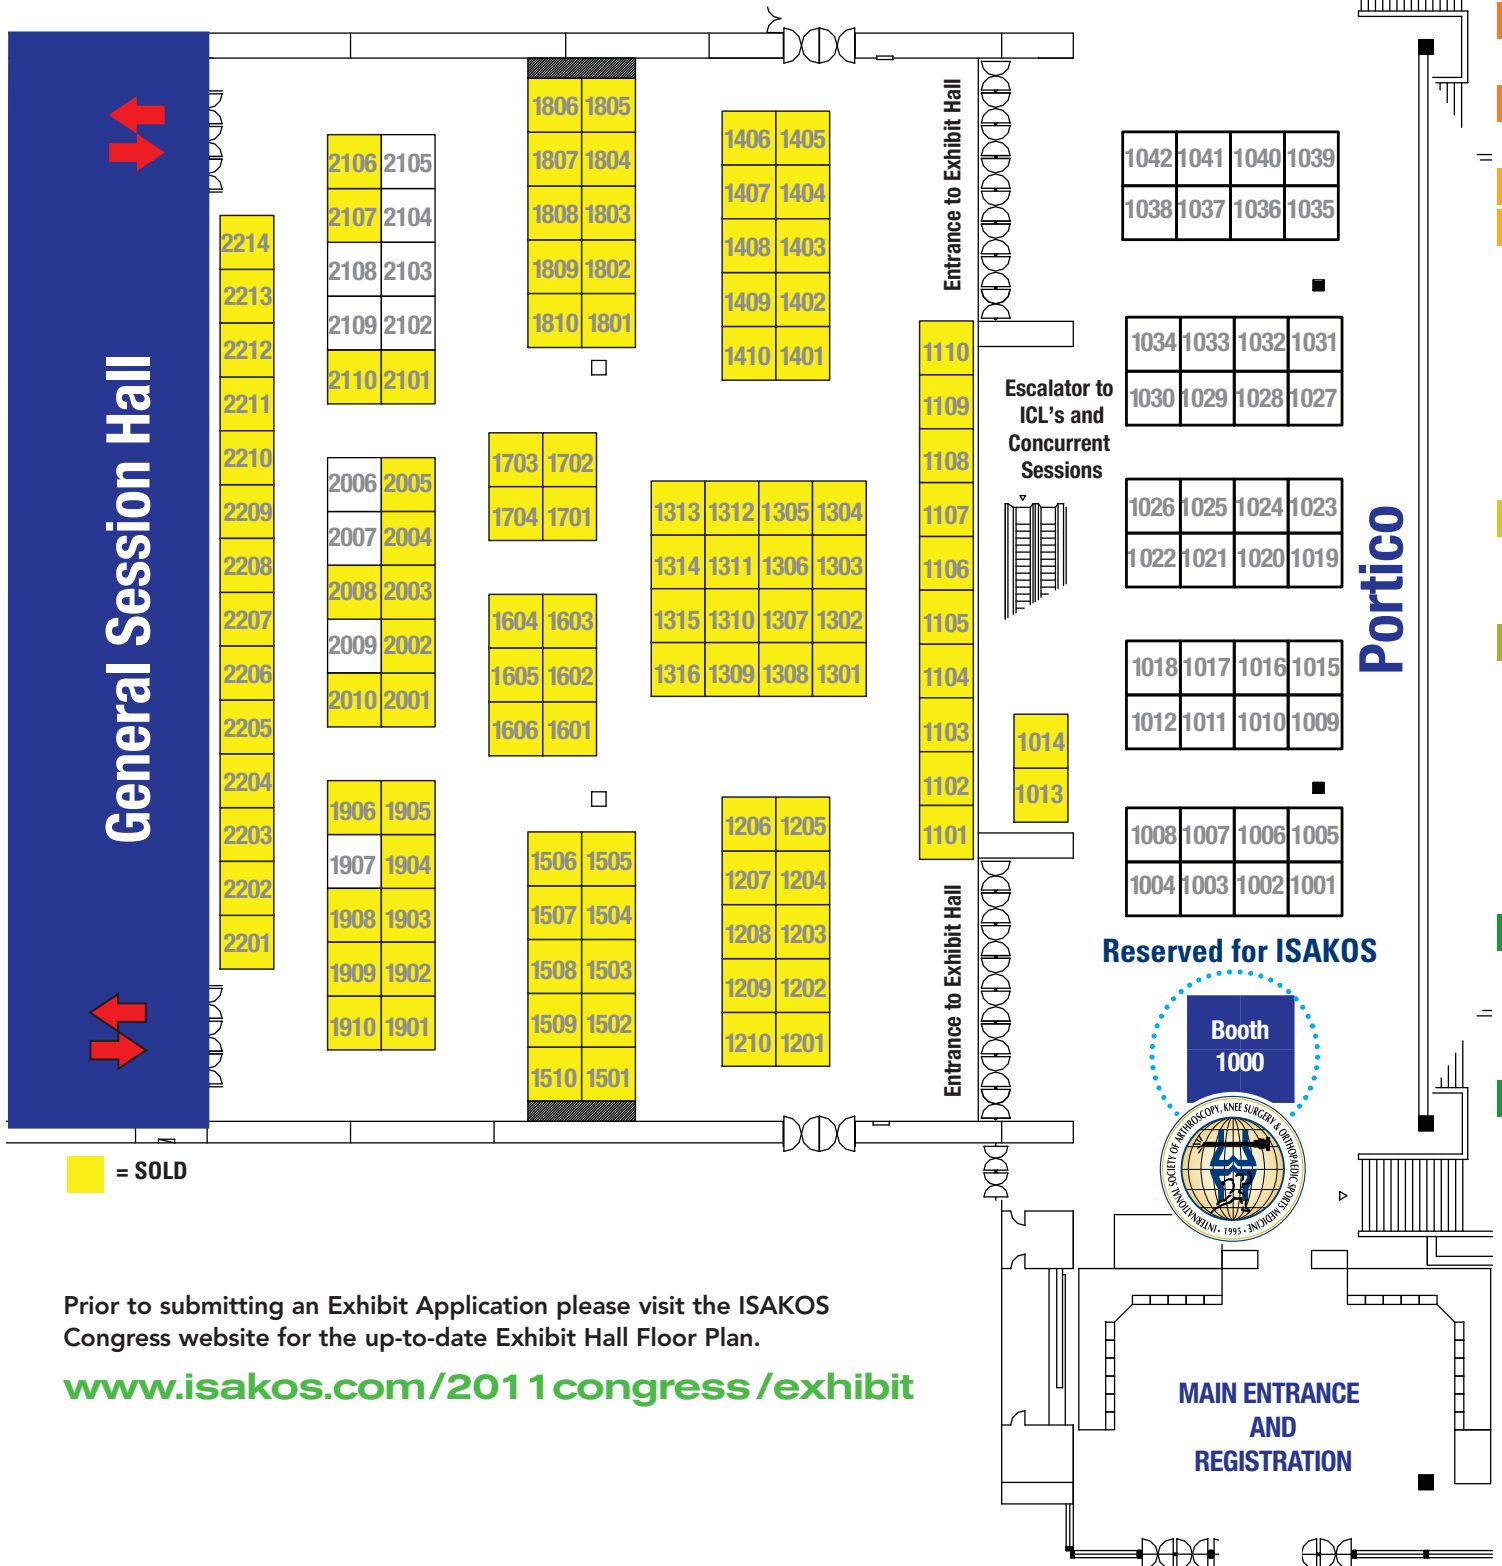 General Session Hall
2214
2213
2212
2211
2210
2209
2208
2207
2206
2205
2204
2203
2202
2201
2106 2105
2107 2104
2108 2103
2109 2102
2110 2101
2006 2005
2007 2004
2008 2003
2009 2002
2010 2001
1906 1905
1907 1904
1908 1903
1909 1902
1910 1901
1806 1805
1807 1804
1808 1803
1809 1802
1810 1801
1703 1702
1704 1701
1604 1603
1605 1602
1606 1601
1506 1505
1507 1504
1508 1503
1509 1502
1510 1501
1406 1405
1407 1404
1408 1403
1409 1402
1410 1401
1313 1312 1305 1304
1314 1311 1306 1303
1315 1310 1307 1302
1316 1309 1308 1301
1206 1205
1207 1204
1208 1203
1209 1202
1210 1201
Entrance to Exhibit Hall
1110
1109
1108
1107
1106
1105
1104
1103
1102
1101
Entrance to Exhibit Hall
Escalator to
ICL's and
Concurrent
Sessions
1014
1013
1042 1041 1040 1039
1038 1037 1036 1035
1034 1033 1032 1031
1030 1029 1028 1027
1026 1025 1024 1023
1022 1021 1020 1019
1018 1017 1016 1015
1012 1011 1010 1009
1008 1007 1006 1005
1004 1003 1002 1001
Portico
Reserved for ISAKOS
Booth
1000
INTERNATIONAL SOCIETY OF ARTHROSCOPY, KNEE SURGERY & ORTHOPAEDIC SPORTS MEDICINE • 1995 •
= SOLD
Prior to submitting an Exhibit Application please visit the ISAKOS
Congress website for the up-to-date Exhibit Hall Floor Plan.
www.isakos.com/2011congress/exhibit
MAIN ENTRANCE
AND
REGISTRATION